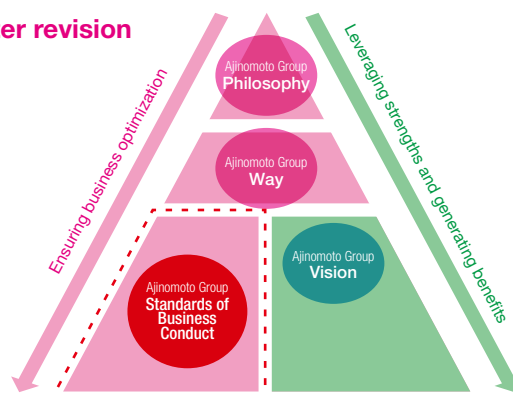 er revision
Ensuring business optimization
Leveraging strengths and generating benefits
Ajinomoto Group
Philosophy
Ajinomoto Group
Way
Ajinomoto Group
Standards of
Business
Conduct
Ajinomoto Group
Vision